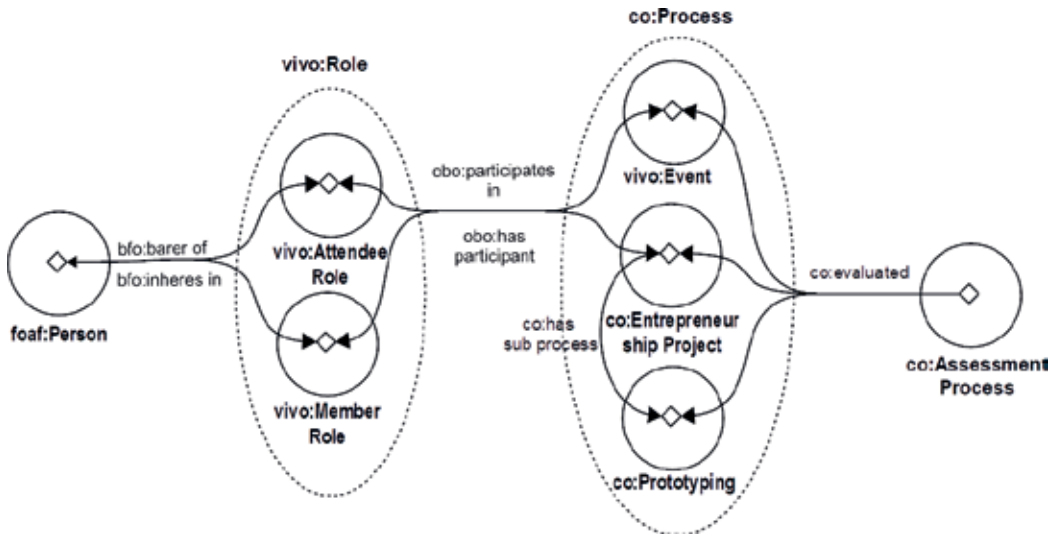 co:Process
vivo:Role
vivo:Event
obo:participates
in
obo:has
participant
bfo:barer of
bfo:inheres in
vivo:Attendee
Role
foaf:Person
co:evaluated
co:has
sub process
co:Entrepreneur
ship Project
co:Assessment
Process
vivo:Member
Role
co:Prototyping